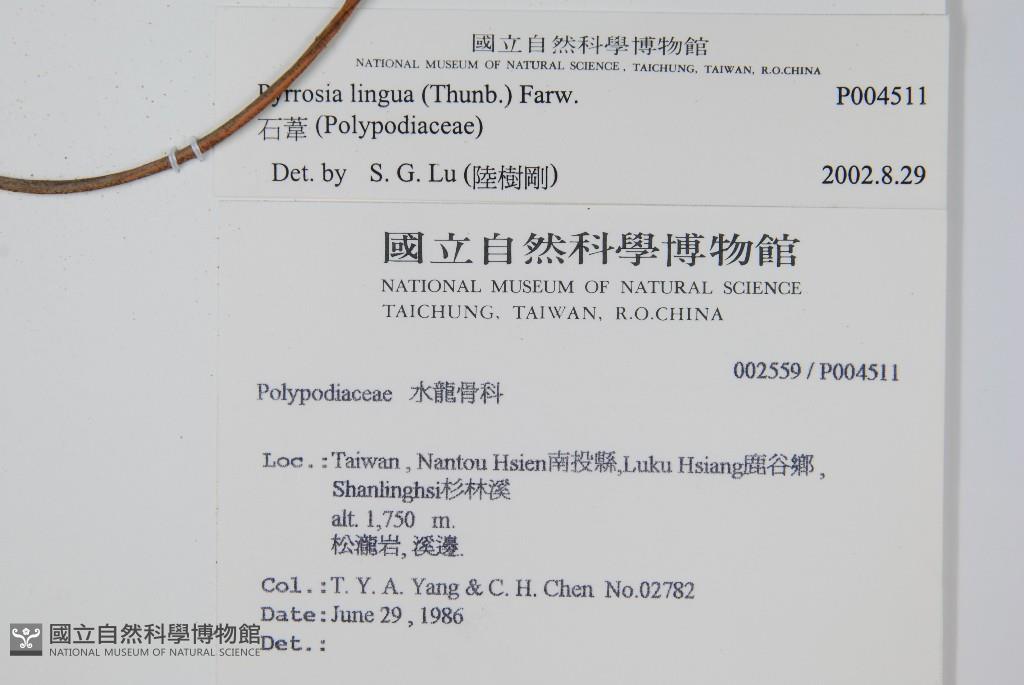 國立自然科學博物館
NATIONAL MUSEUM OF NATURAL SCIENCE, TAICHUNG, TAIWAN, R.O.CHINA
Pyrrosia lingua (Thunb.) Farw. P004511
石葦 (Polypodiaceae)
Det. by S. G. Lu (陸樹剛) 2002.8.29
國立自然科學博物館
NATIONAL MUSEUM OF NATURAL SCIENCE
TAICHUNG, TAIWAN, R.O.CHINA
002559 / P004511
Polypodiaceae 水龍骨科
Loc.:Taiwan , Nantou Hsien南投縣,Luku Hsiang鹿谷鄉 ,
Shanlinghsi杉林溪
alt. 1,750 m.
松瀧岩, 溪邊.
Col.:T. Y. A. Yang & C. H. Chen No.02782
Date:June 29 , 1986
Det.:
國立自然科學博物館
NATIONAL MUSEUM OF NATURAL SCIENCE